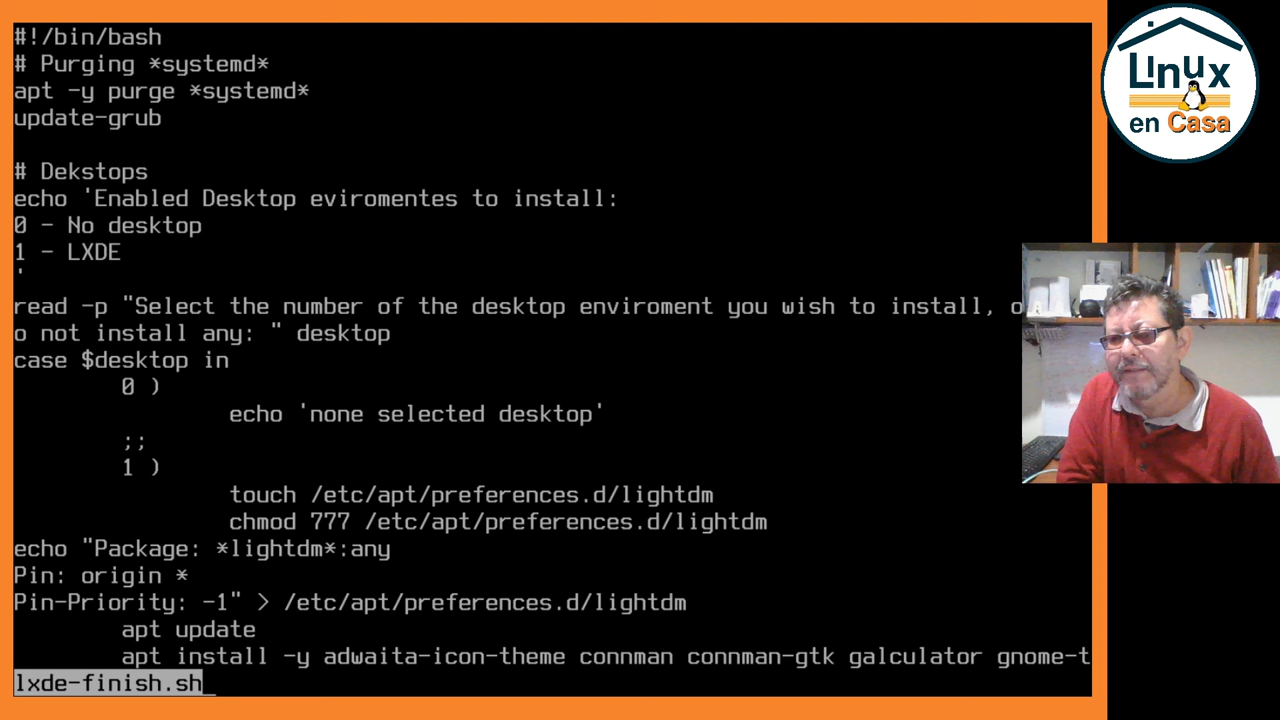 #!/bin/bash
# Purging *systemd*
apt -y purge *systemd*
update-grub
# Dekstops
echo 'Enabled Desktop eviromentes to install:
0 - No desktop
1 - LXDE
'
read -p "Select the number of the desktop enviroment you wish to install, o
o not install any: " desktop
case $desktop in
0 )
echo 'none selected desktop'
;;
1 )
touch /etc/apt/preferences.d/lightdm
chmod 777 /etc/apt/preferences.d/lightdm
echo "Package: *lightdm*:any
Pin: origin *
Pin-Priority: -1" > /etc/apt/preferences.d/lightdm
apt update
apt install -y adwaita-icon-theme connman connman-gtk galculator gnome-t
lxde-finish.sh
Linux
en Casa